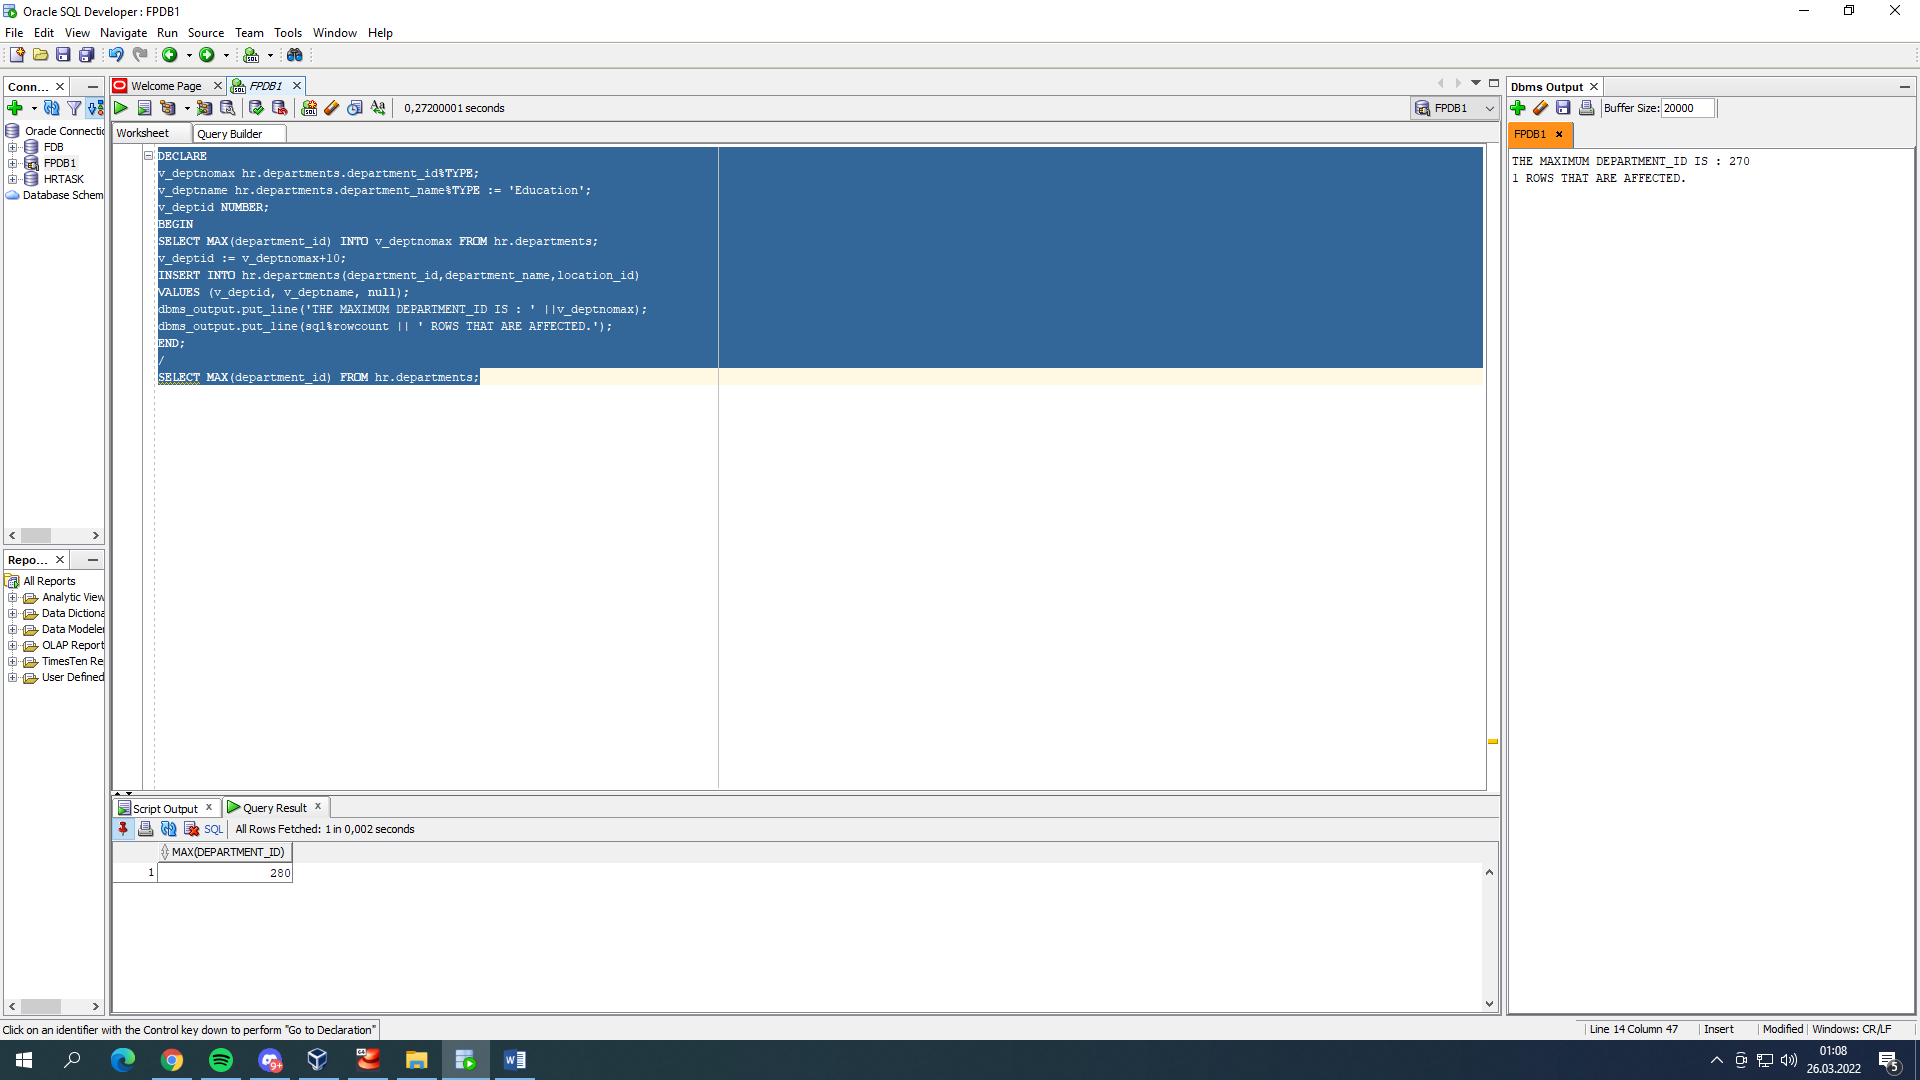 Oracle SQL Developer : FPDB1
File Edit View Navigate Run Source Team Tools Window Help
Conn...
Oracle Connectic
FDB
FPDB1
HRTASK
Database Schem
Repo...
All Reports
Analytic View
Data Dictiona
Data Modeler
OLAP Report
TimesTen Re
User Defined
Welcome Page
FPDB1
0,27200001 seconds
FPDB1
Worksheet Query Builder
DECLARE
v_deptnomax hr.departments.department_id%TYPE;
v_deptname hr.departments.department_name%TYPE := 'Education';
v_deptid NUMBER;
BEGIN
SELECT MAX(department_id) INTO v_deptnomax FROM hr.departments;
v_deptid := v_deptnomax+10;
INSERT INTO hr.departments(department_id,department_name,location_id)
VALUES (v_deptid, v_deptname, null);
dbms_output.put_line('THE MAXIMUM DEPARTMENT_ID IS : ' ||v_deptnomax);
dbms_output.put_line(sql%rowcount || ' ROWS THAT ARE AFFECTED.');
END;
/
SELECT MAX(department_id) FROM hr.departments;
Script Output Query Result
SQL All Rows Fetched: 1 in 0,002 seconds
MAX(DEPARTMENT_ID)
1 280
Dbms Output
Buffer Size: 20000
FPDB1
THE MAXIMUM DEPARTMENT_ID IS : 270
1 ROWS THAT ARE AFFECTED.
Click on an identifier with the Control key down to perform "Go to Declaration"
Line 14 Column 47 Insert Modified Windows: CR/LF
01:08
26.03.2022
9+
5